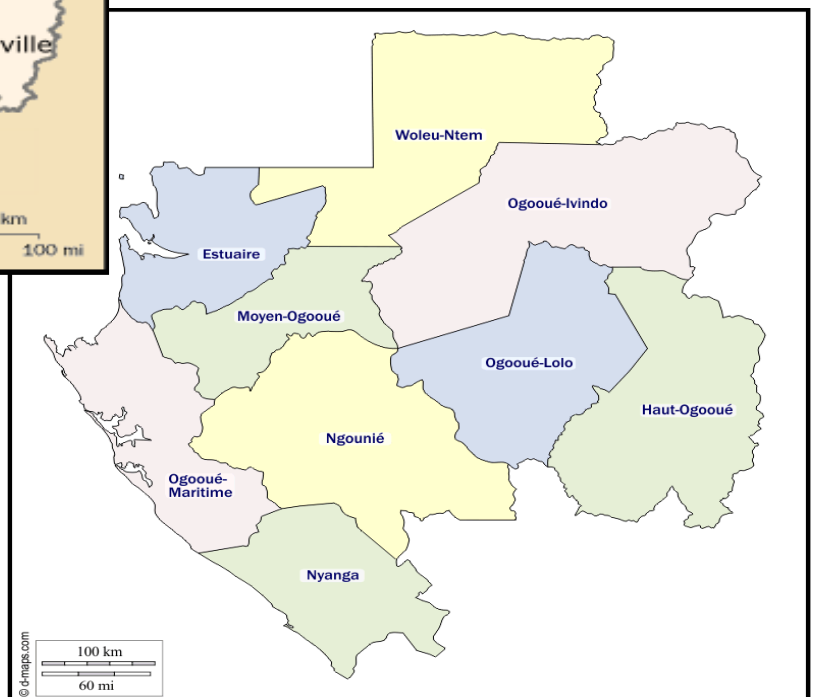 ville
km
100 mi
Woleu-Ntem
Ogooué-Ivindo
Estuaire
Moyen-Ogooué
Ogooué-Lolo
Haut-Ogooué
Ngounié
Ogooué-
Maritime
Nyanga
© d-maps.com
100 km
60 mi